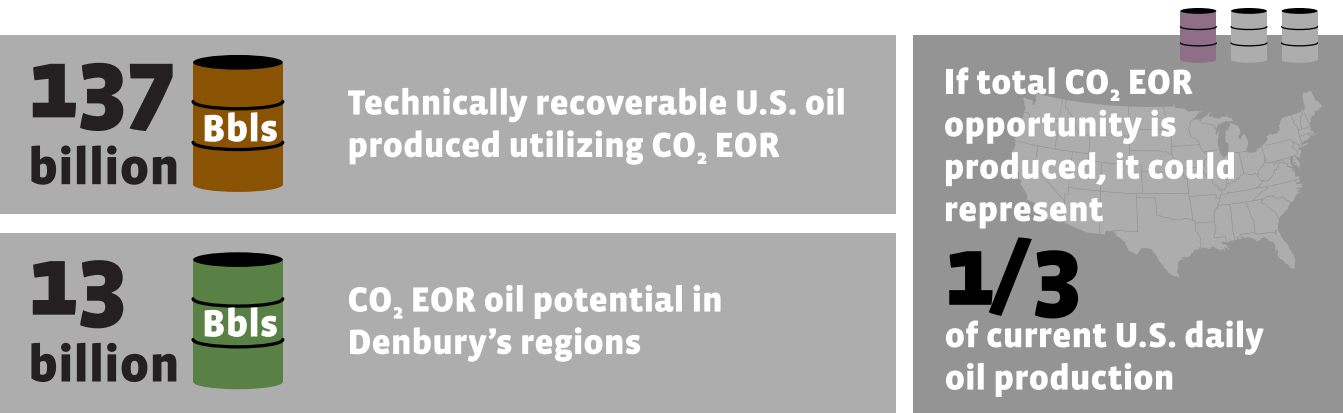 137
billion
Bbls
Technically recoverable U.S. oil
produced utilizing CO₂ EOR
13
billion
Bbls
CO₂ EOR oil potential in
Denbury’s regions
If total CO₂ EOR
opportunity is
produced, it could
represent
1/3
of current U.S. daily
oil production